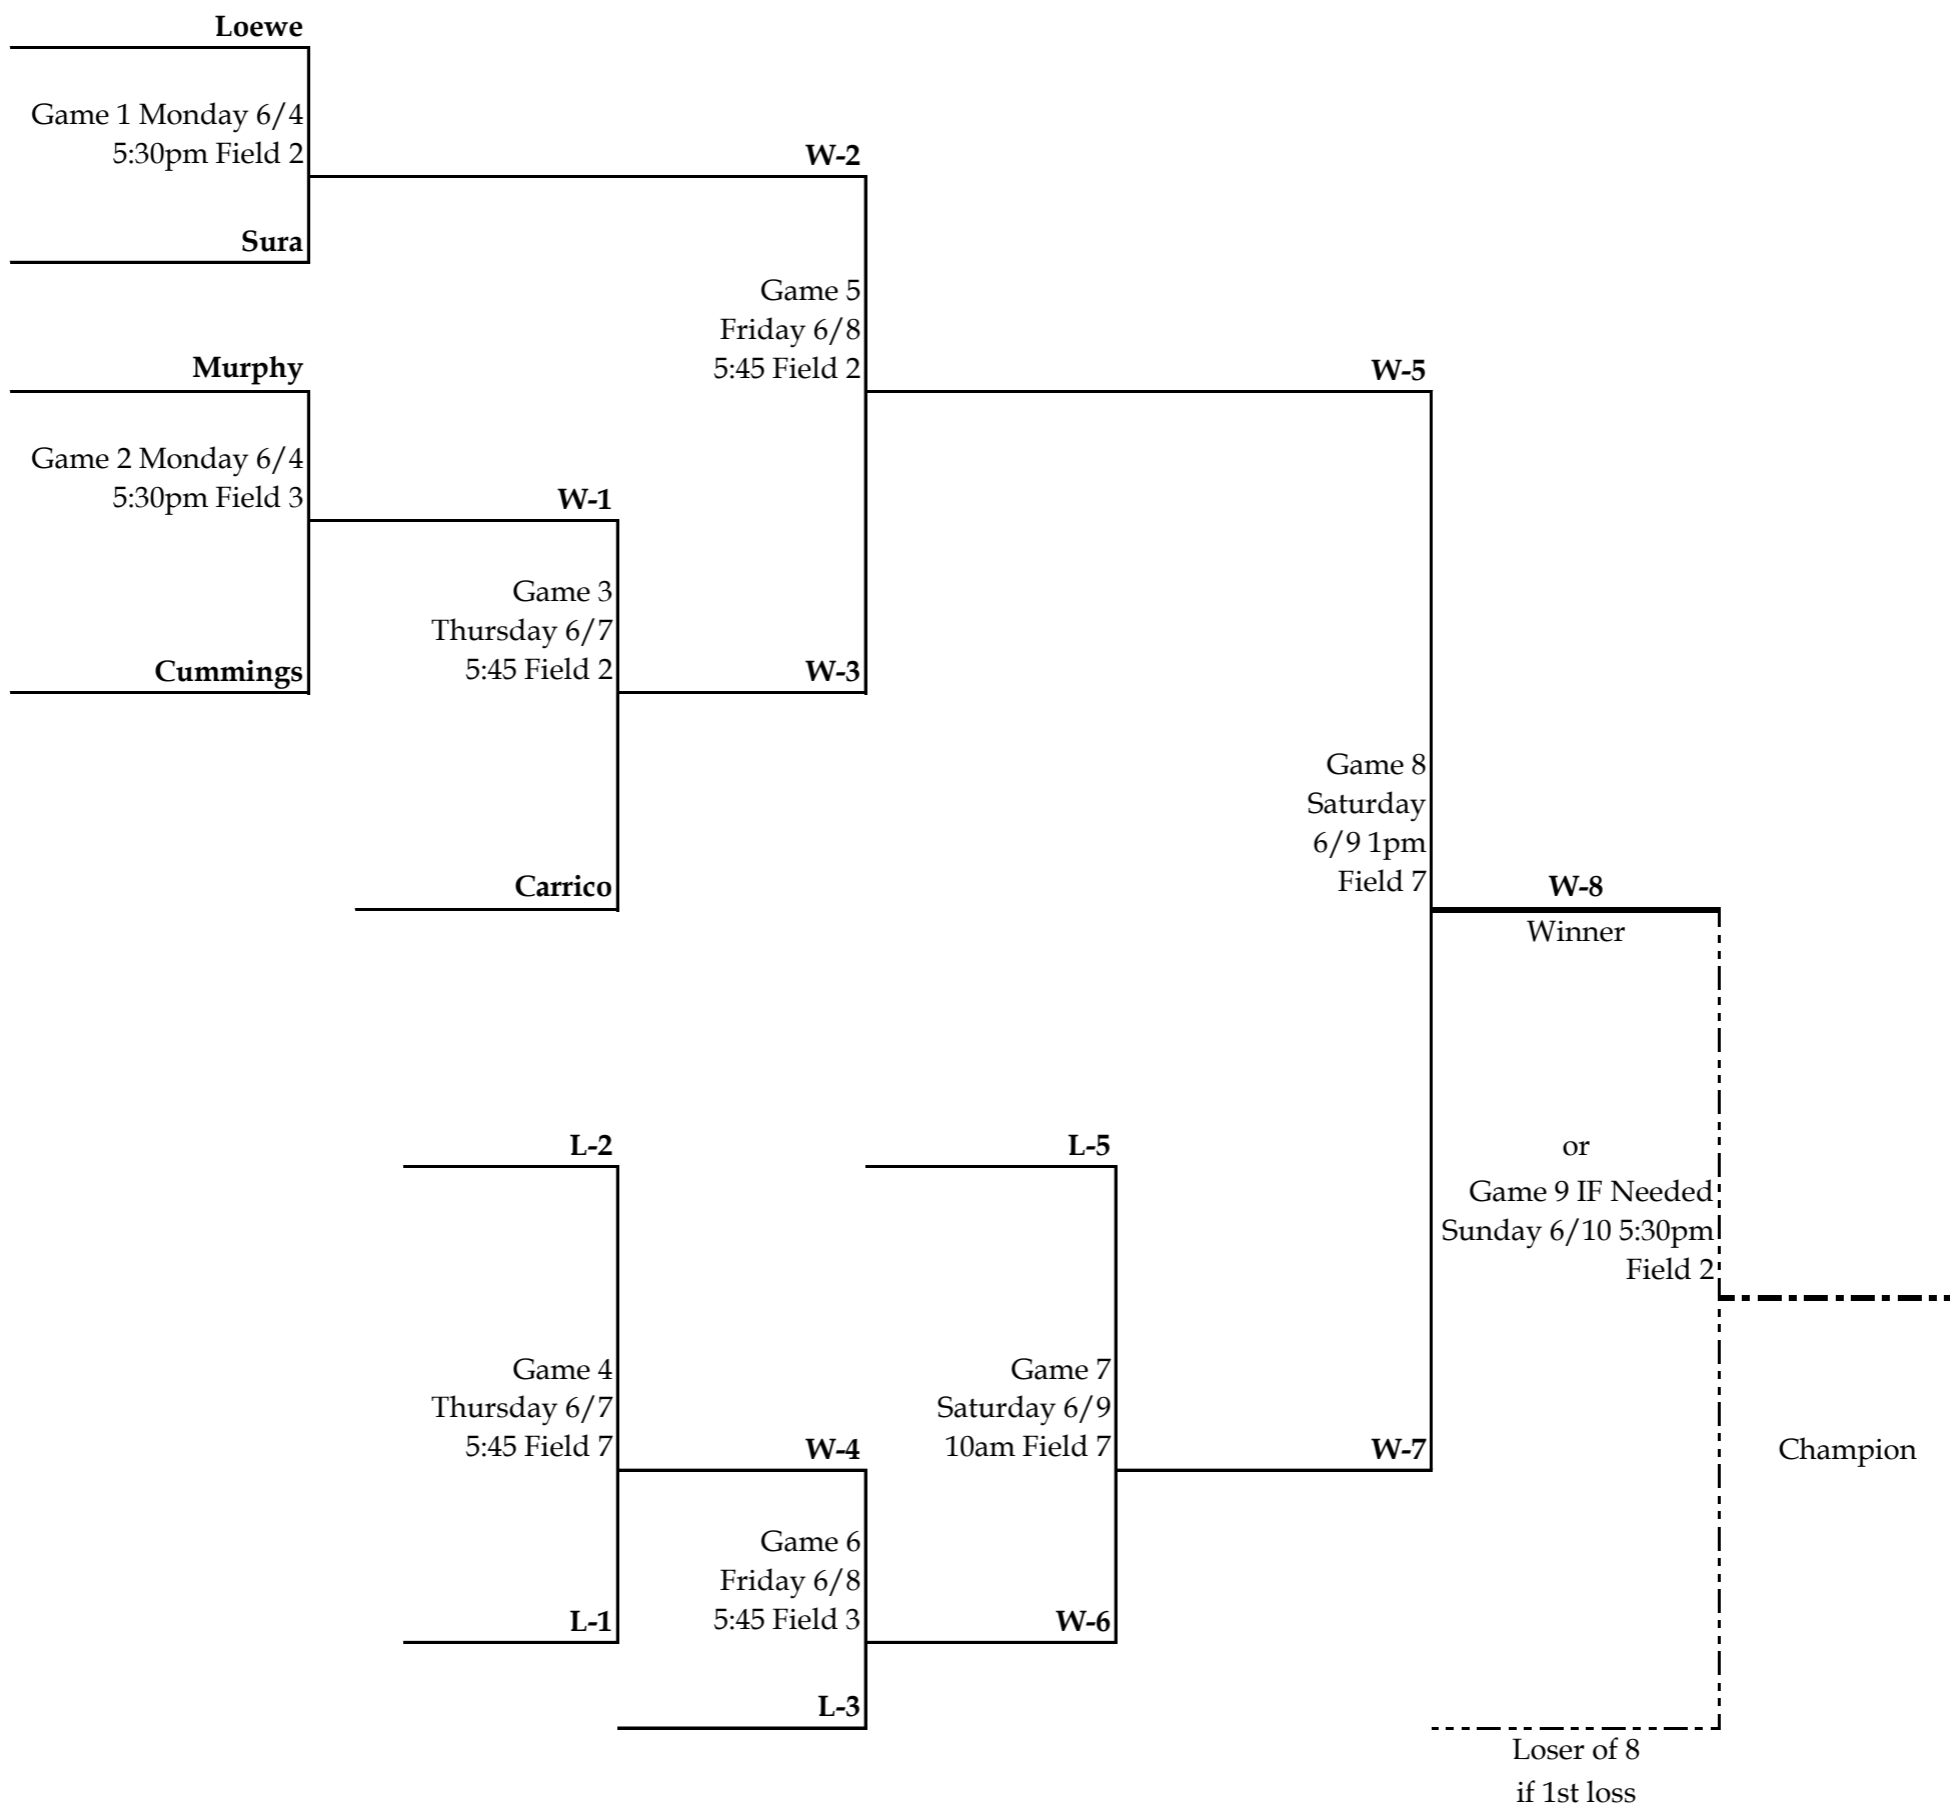 Loewe
Game 1 Monday 6/4
5:30pm Field 2
W-2
Sura
Game 5
Friday 6/8
5:45 Field 2
Murphy
W-5
Game 2 Monday 6/4
5:30pm Field 3
W-1
Game 3
Thursday 6/7
5:45 Field 2
Cummings
W-3
Game 8
Saturday
6/9 1pm
Field 7
Carrico
W-8
Winner
L-2
L-5
or
Game 9 IF Needed
Sunday 6/10 5:30pm
Field 2
Game 4
Thursday 6/7
5:45 Field 7
Game 7
Saturday 6/9
10am Field 7
W-4
W-7
Champion
Game 6
Friday 6/8
5:45 Field 3
L-1
W-6
L-3
Loser of 8
if 1st loss